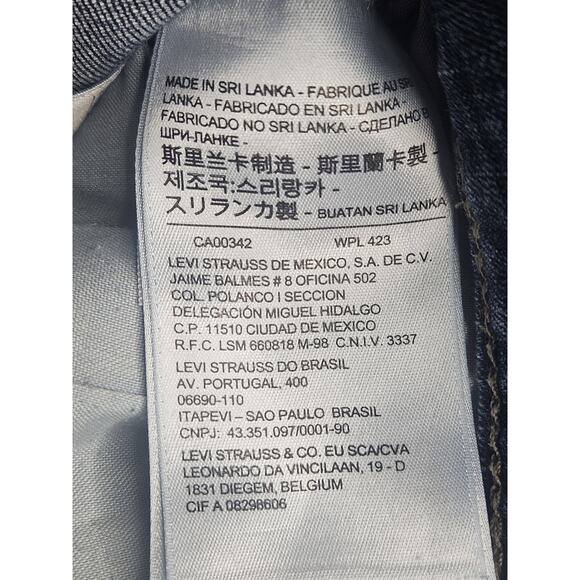 MADE IN SRI LANKA - FABRIQUE AU SRI
LANKA - FABRICADO EN SRI LANKA -
FABRICADO NO SRI LANKA - СДЕЛАНО В
ШРИ-ЛАНКЕ -
斯里兰卡制造 - 斯里蘭卡製 -
제조국:스리랑카 -
スリランカ製 - BUATAN SRI LANKA
CA00342 WPL 423
LEVI STRAUSS DE MEXICO, S.A. DE C.V.
JAIME BALMES # 8 OFICINA 502
COL. POLANCO I SECCION
DELEGACIÓN MIGUEL HIDALGO
C.P. 11510 CIUDAD DE MEXICO
R.F.C. LSM 660818 M-98 C.N.I.V. 3337
LEVI STRAUSS DO BRASIL
AV. PORTUGAL, 400
06690-110
ITAPEVI – SAO PAULO BRASIL
CNPJ: 43.351.097/0001-90
LEVI STRAUSS & CO. EU SCA/CVA
LEONARDO DA VINCILAAN, 19 - D
1831 DIEGEM, BELGIUM
CIF A 08298606